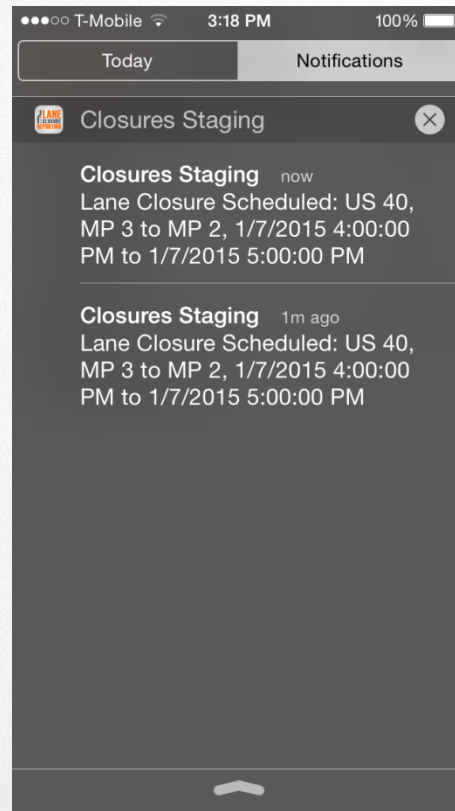 T-Mobile 3:18 PM 100%
Today Notifications
LANE CLOSURE REPORTING Closures Staging
Closures Staging now
Lane Closure Scheduled: US 40,
MP 3 to MP 2, 1/7/2015 4:00:00
PM to 1/7/2015 5:00:00 PM
Closures Staging 1m ago
Lane Closure Scheduled: US 40,
MP 3 to MP 2, 1/7/2015 4:00:00
PM to 1/7/2015 5:00:00 PM